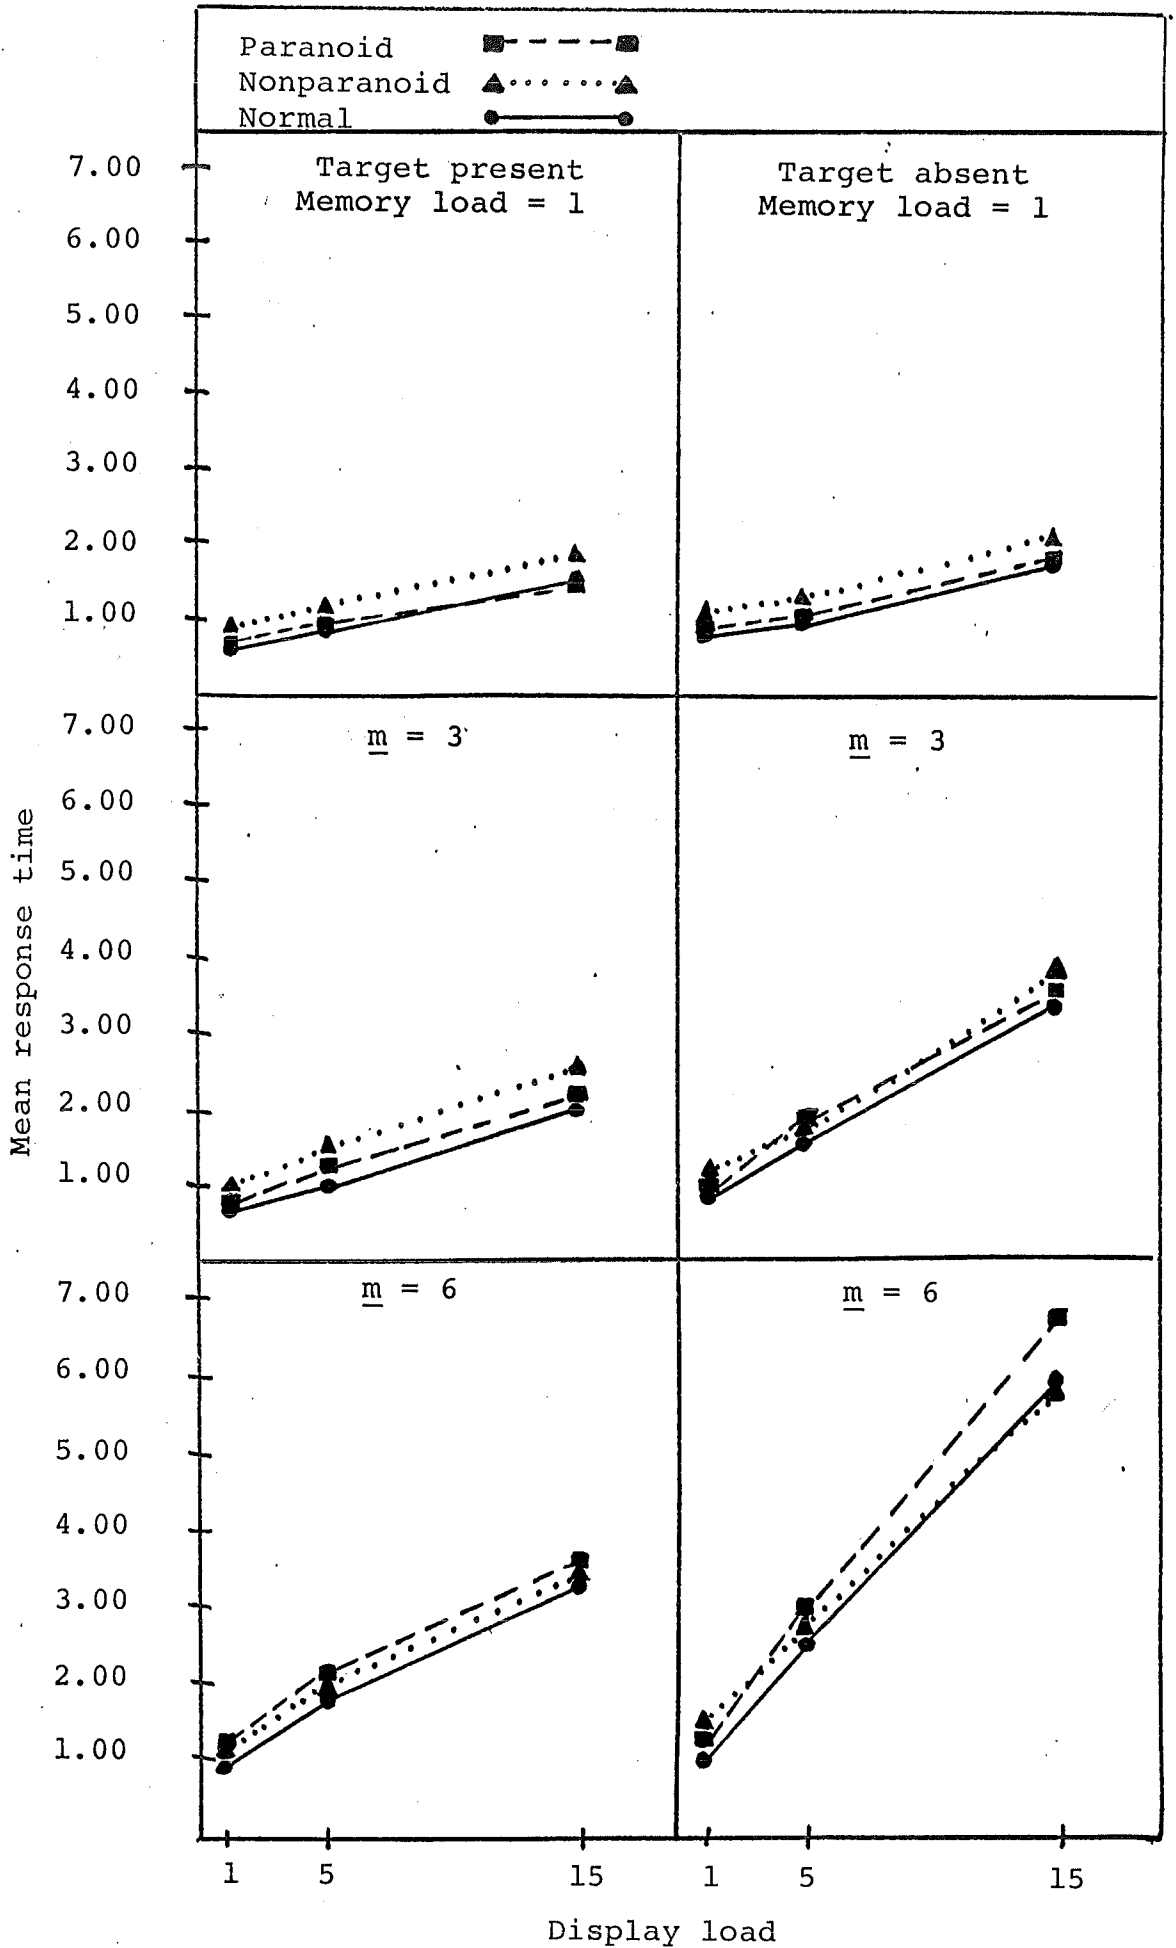 Paranoid
Nonparanoid
Normal
Target present
Memory load = 1
Target absent
Memory load = 1
7.00
6.00
5.00
4.00
3.00
2.00
1.00
m = 3
m = 3
7.00
6.00
5.00
4.00
3.00
2.00
1.00
Mean response time
m = 6
m = 6
7.00
6.00
5.00
4.00
3.00
2.00
1.00
1 5 15 1 5 15
Display load